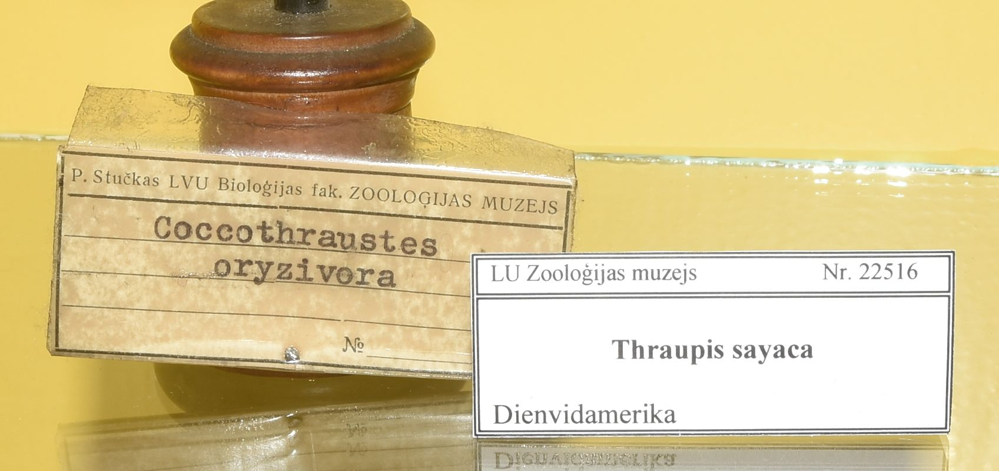 P. Stučkas LVU Bioloģijas fak. ZOOLOĢIJAS MUZEJS
Coccothraustes
oryzivora
№
LU Zooloģijas muzejs Nr. 22516
Thraupis sayaca
Dienvidamerika